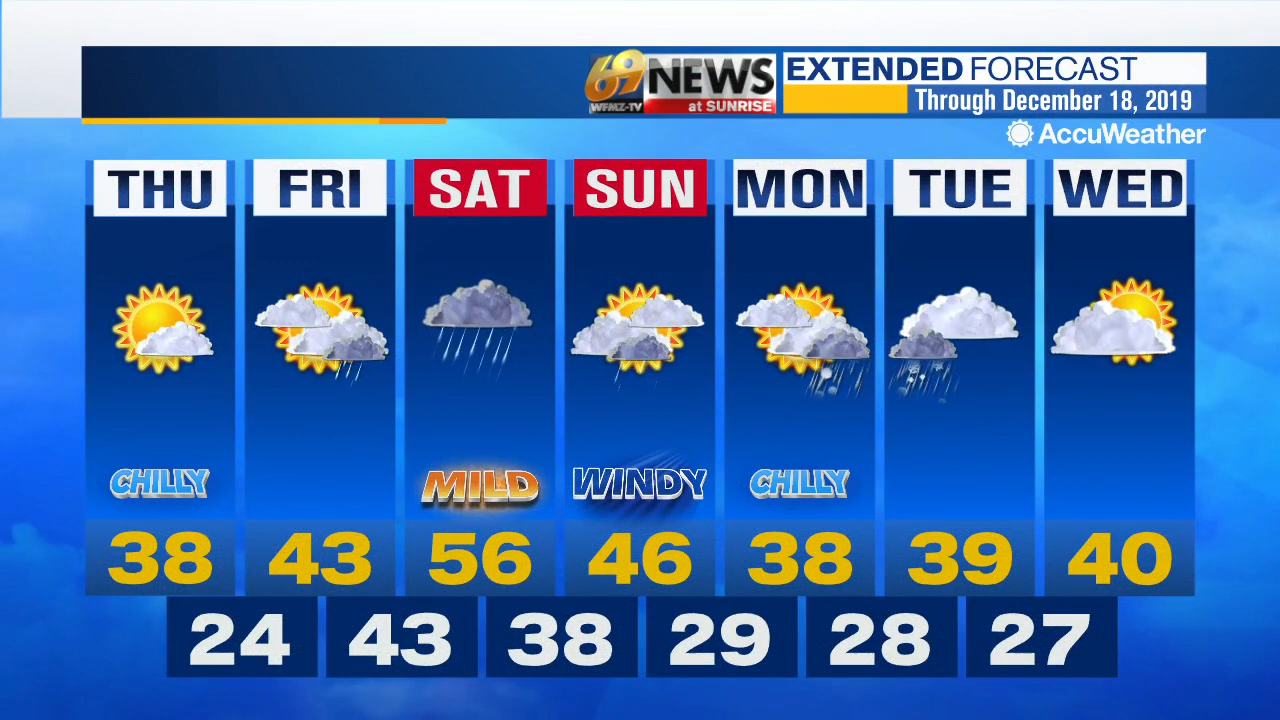 69 NEWS
WFMZ-TV at SUNRISE
EXTENDED FORECAST
Through December 18, 2019
AccuWeather
THU FRI SAT SUN MON TUE WED
CHILLY MILD WINDY CHILLY
38 43 56 46 38 39 40
24 43 38 29 28 27